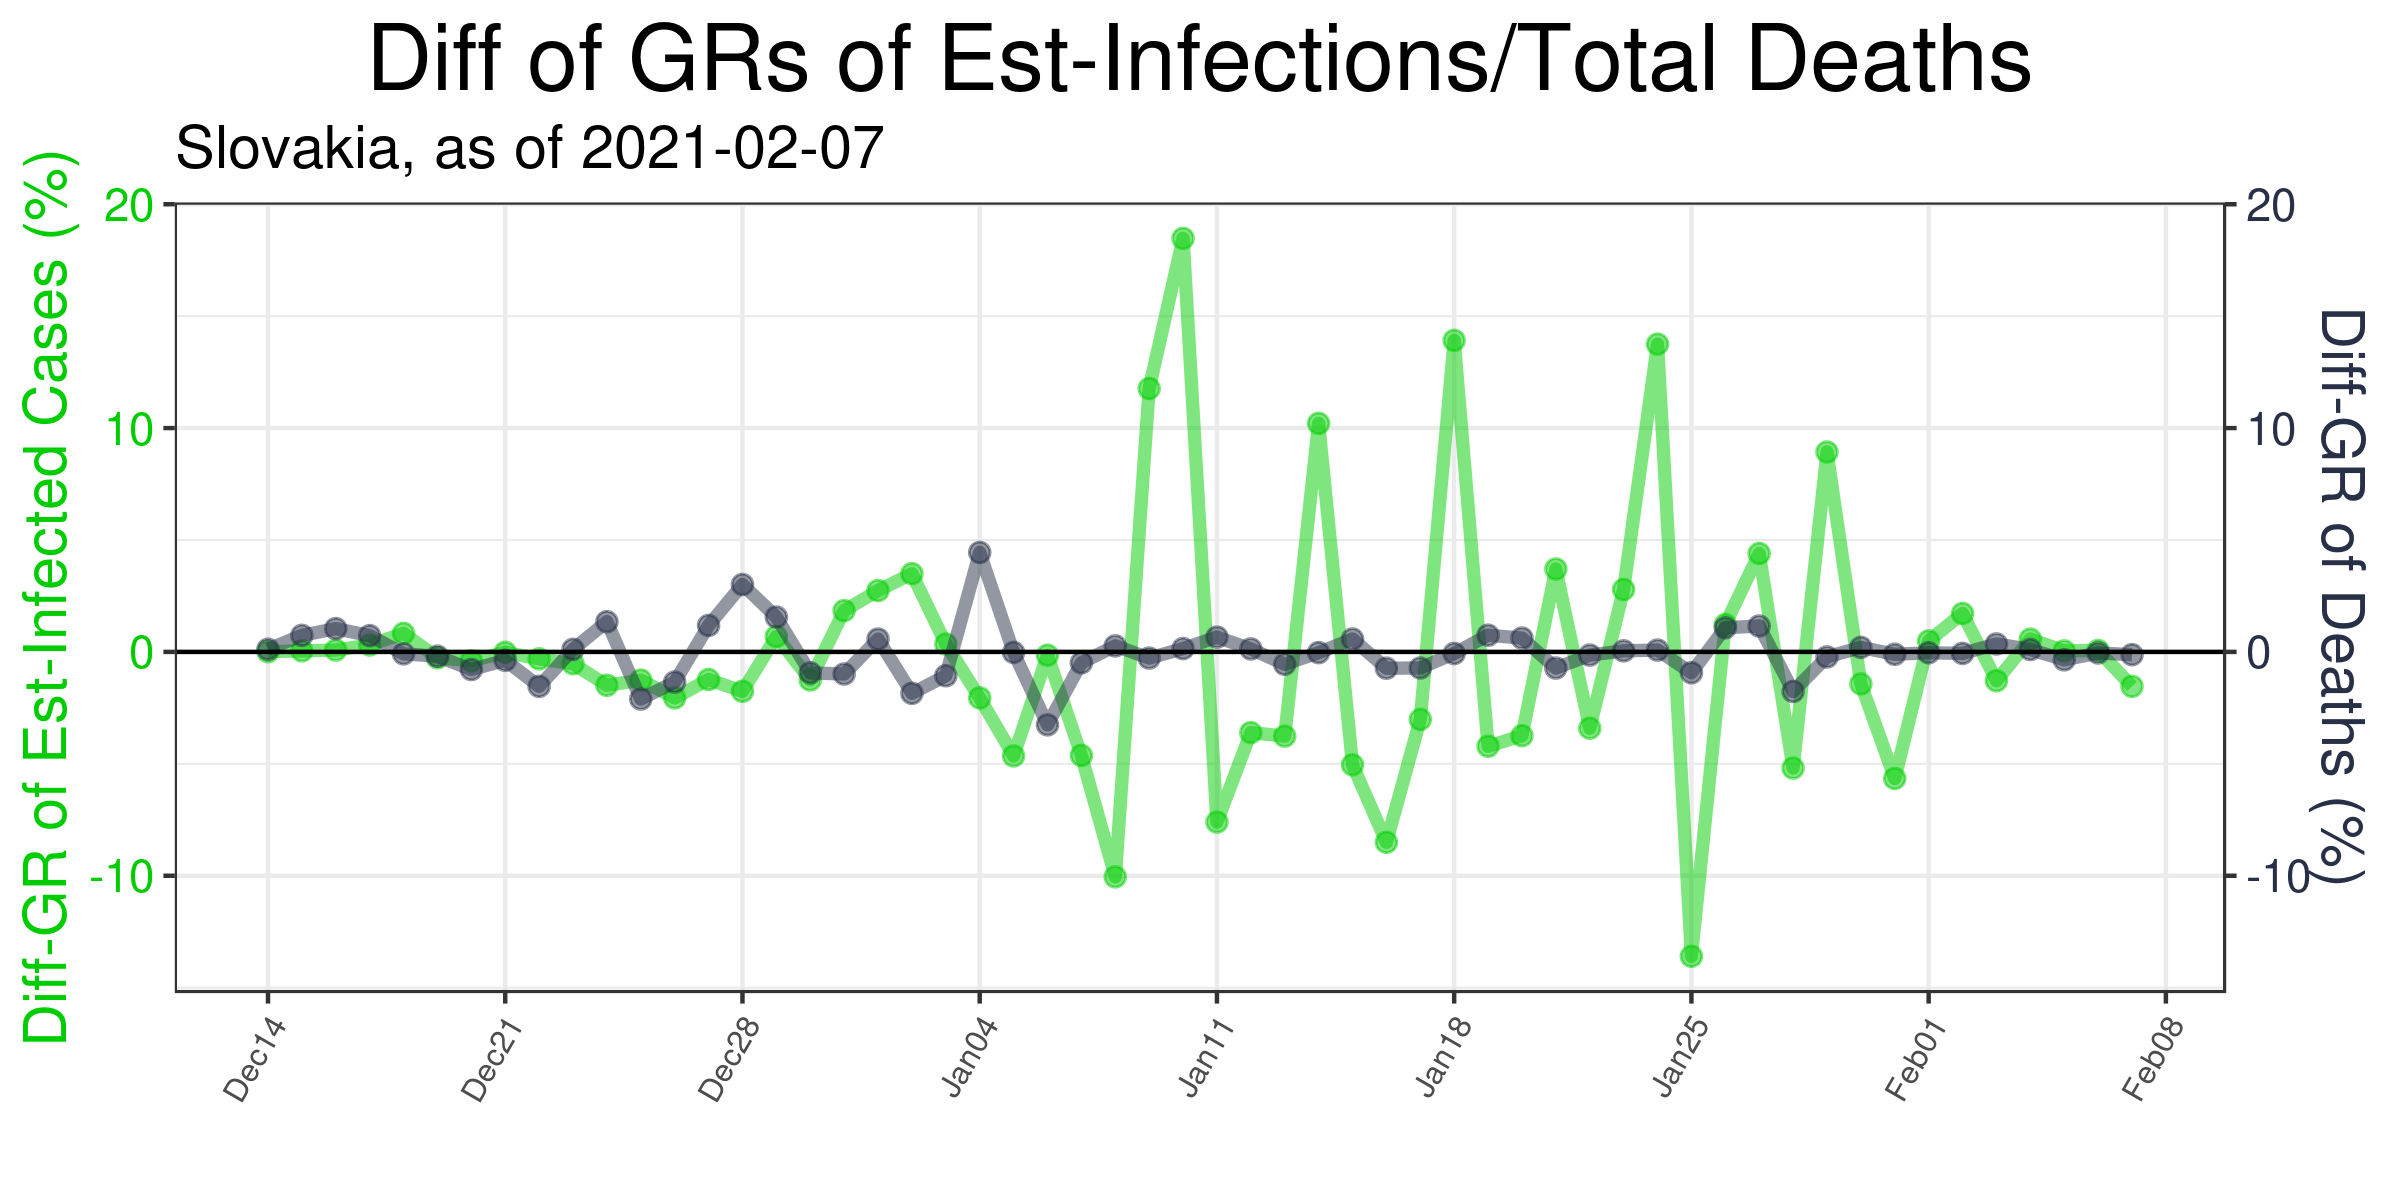 Diff of GRs of Est-Infections/Total Deaths
Slovakia, as of 2021-02-07
Diff-GR of Est-Infected Cases (%)
20
10
0
-10
20
10
0
-10
Diff-GR of Deaths (%)
Dec14
Dec21
Dec28
Jan04
Jan11
Jan18
Jan25
Feb01
Feb08